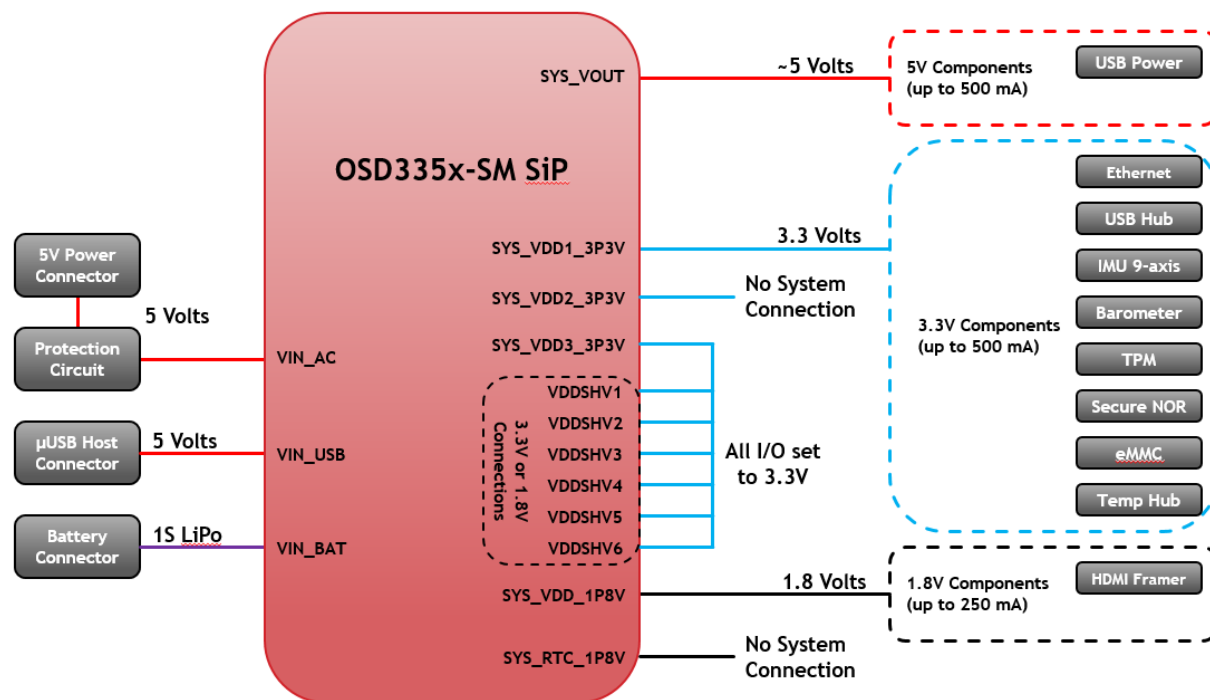 OSD335x-SM SiP
5V Power
Connector
5 Volts
Protection
Circuit
VIN_AC
µUSB Host
Connector
5 Volts
VIN_USB
Battery
Connector
1S LiPo
VIN_BAT
SYS_VOUT
~5 Volts
5V Components
(up to 500 mA)
USB Power
SYS_VDD1_3P3V
3.3 Volts
SYS_VDD2_3P3V
No System
Connection
SYS_VDD3_3P3V
3.3V or 1.8V
Connections
VDDSHV1
VDDSHV2
VDDSHV3
VDDSHV4
VDDSHV5
VDDSHV6
All I/O set
to 3.3V
3.3V Components
(up to 500 mA)
Ethernet
USB Hub
IMU 9-axis
Barometer
TPM
Secure NOR
eMMC
Temp Hub
SYS_VDD_1P8V
1.8 Volts
1.8V Components
(up to 250 mA)
HDMI Framer
SYS_RTC_1P8V
No System
Connection